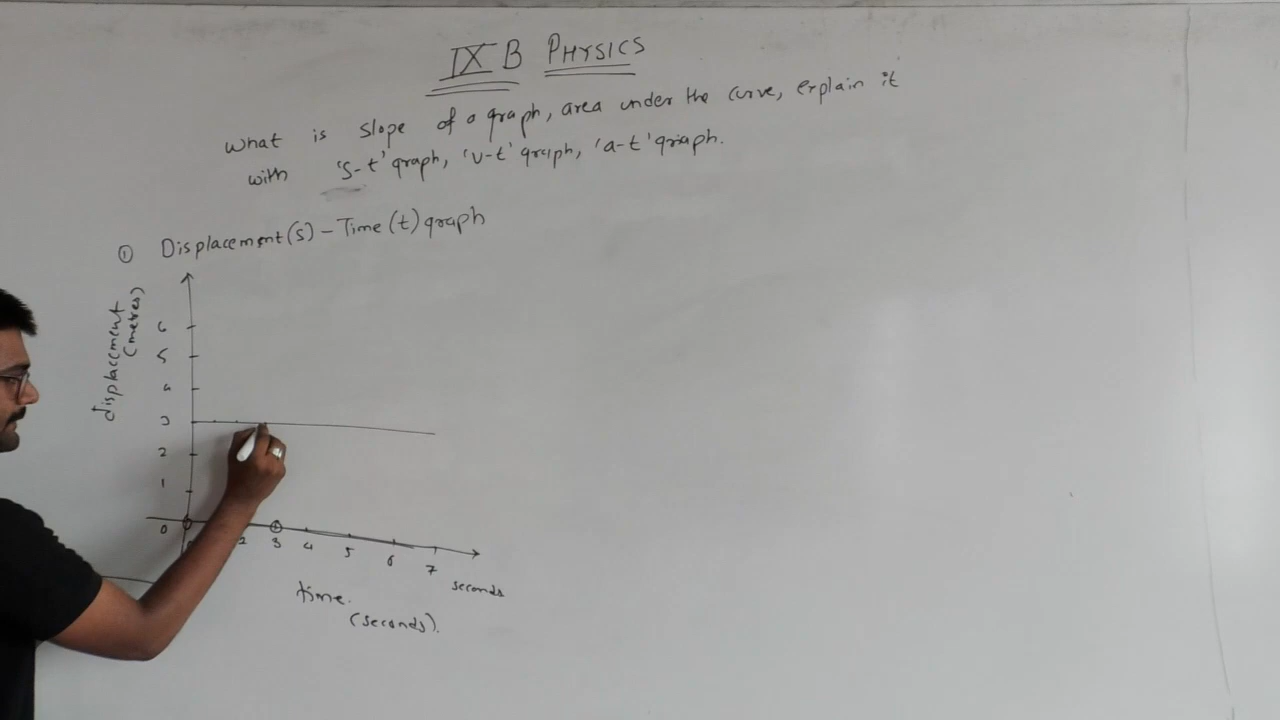 IX B PHYSICS
What is slope of a graph, area under the curve, explain it
with 's-t' graph, 'v-t' graph, 'a-t' graph.
① Displacement(s) - Time(t) graph
displacement
(metres)
6
5
4
3
2
1
0
2 3 4 5 6 7
seconds
time.
(seconds).